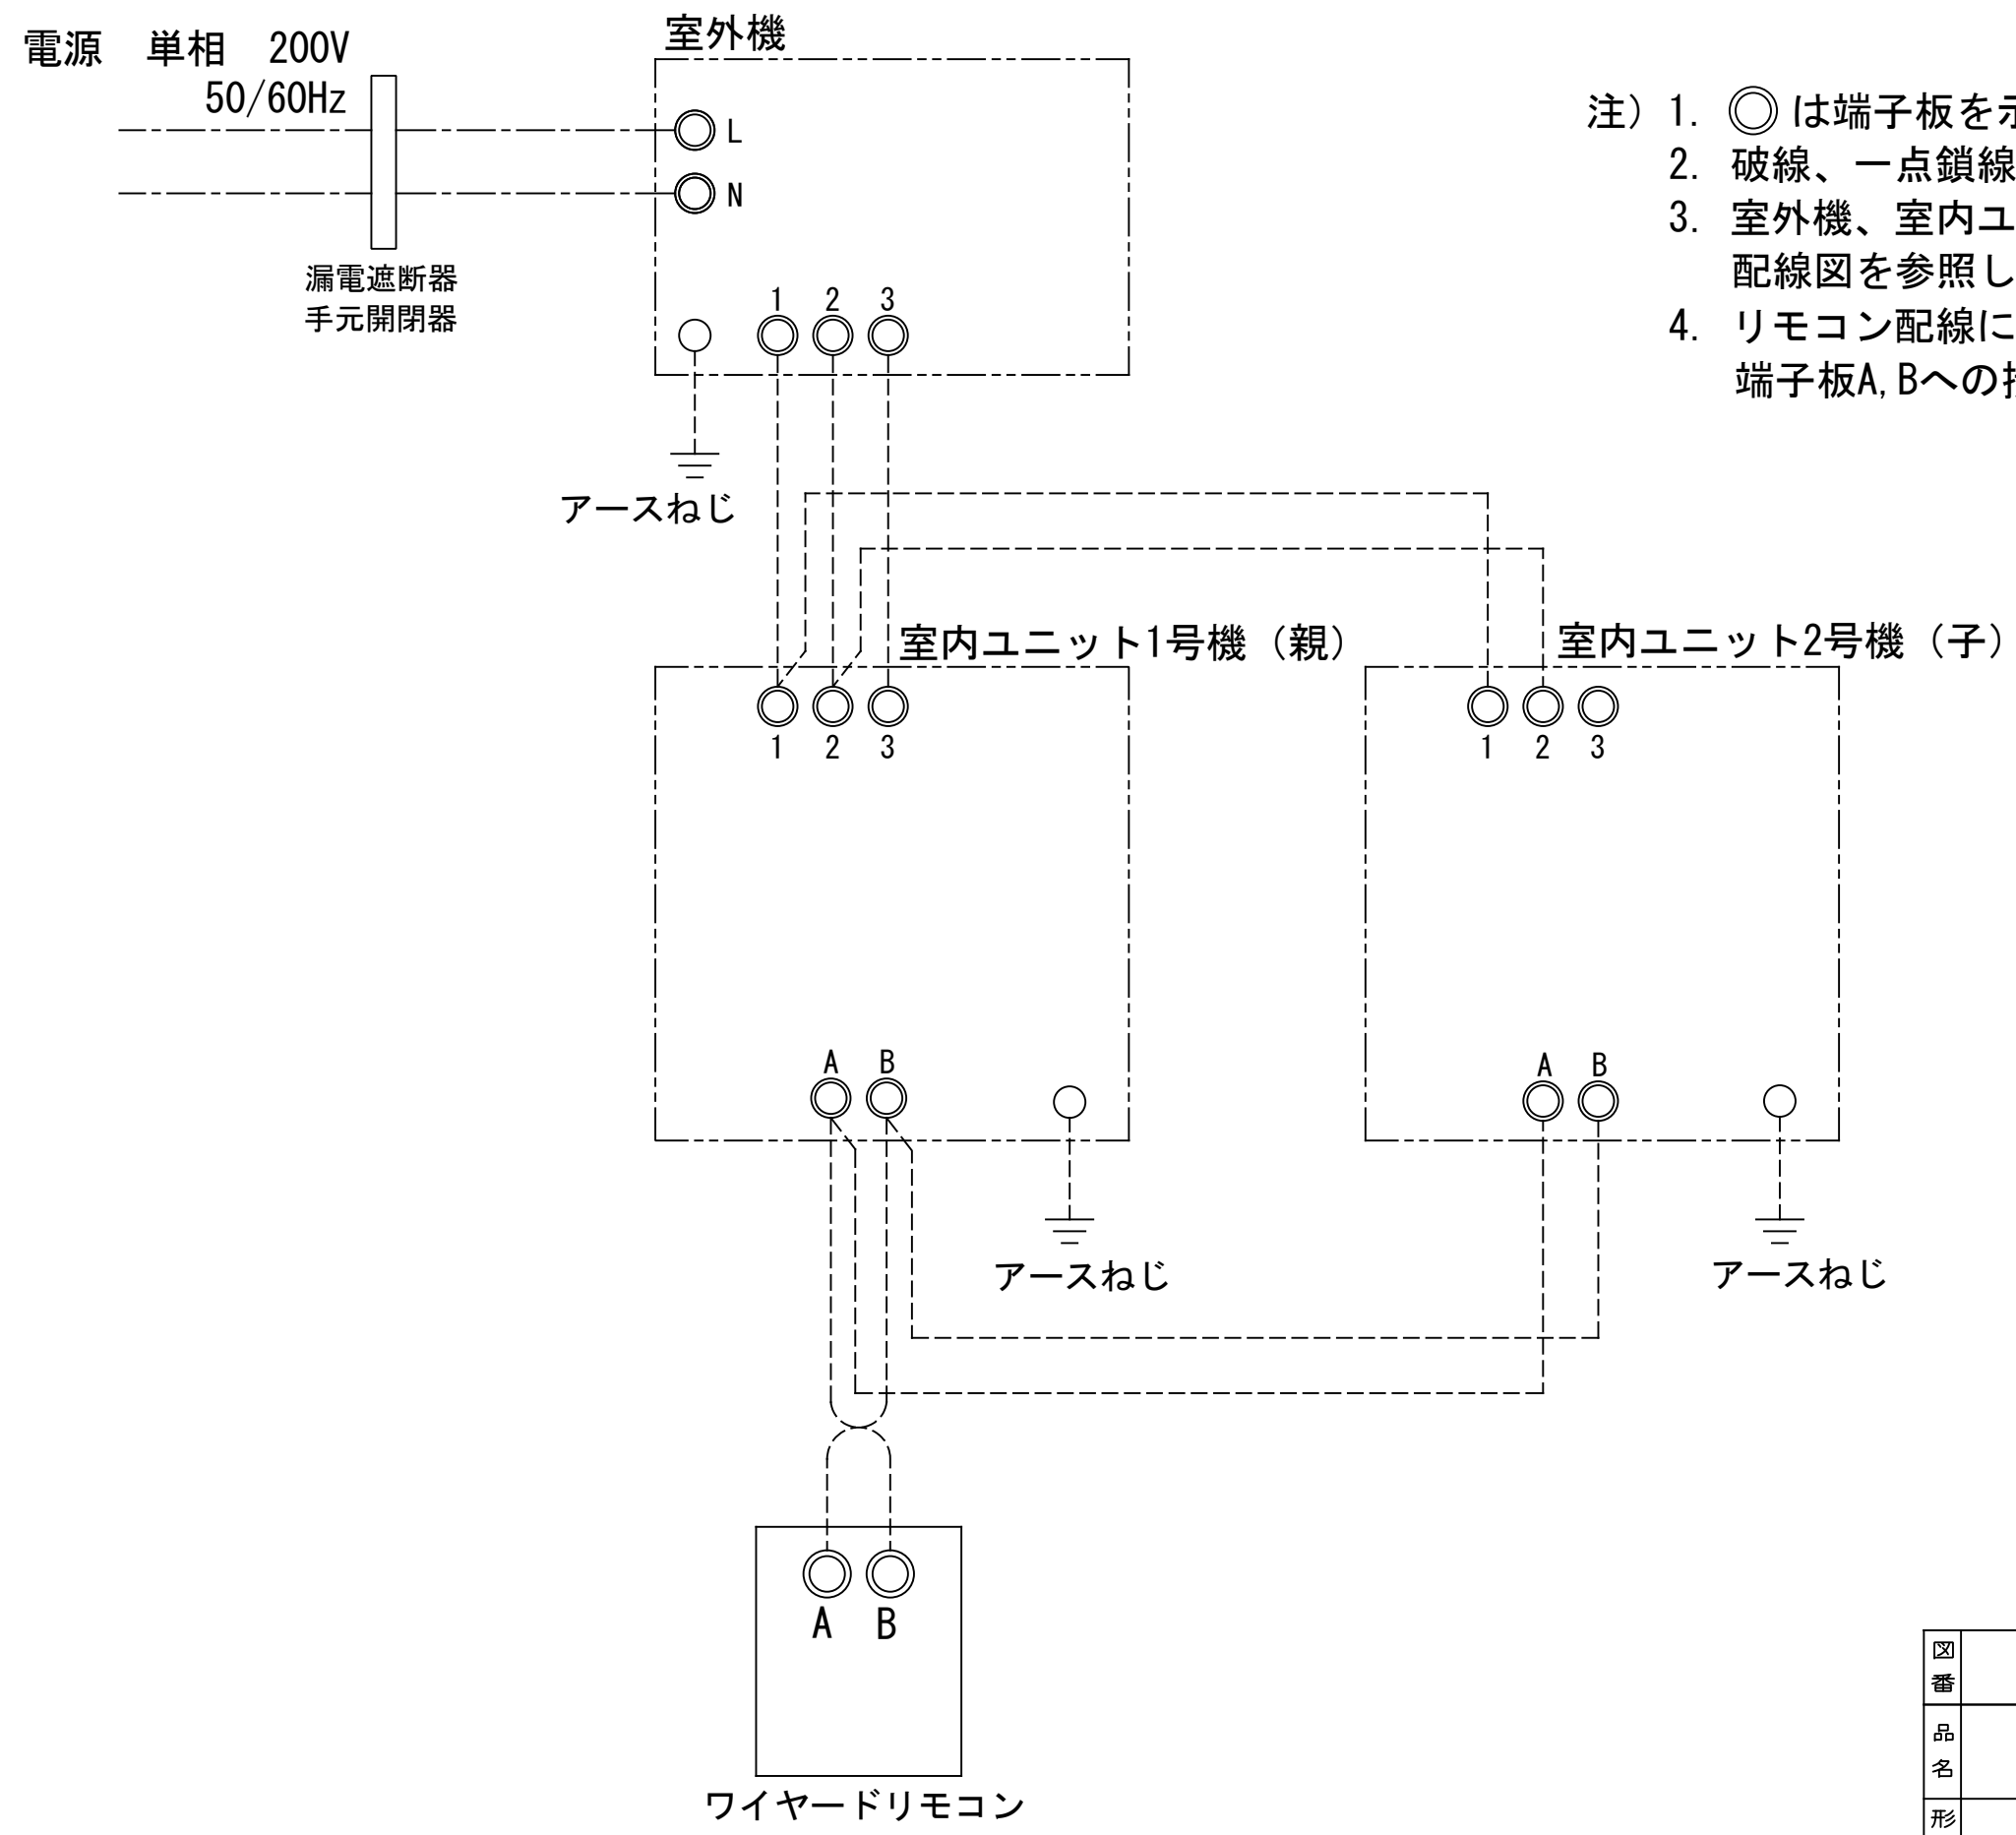 電源　単相　200V
50/60Hz
漏電遮断器
手元開閉器
室外機
L
N
1 2 3
アースねじ
注）1. ◎は端子板を
2. 破線、一点鎖線
3. 室外機、室内ユ
配線図を参照し
4. リモコン配線に
端子板A,Bへの
室内ユニット1号機（親）
1 2 3
A B
アースねじ
室内ユニット2号機（子）
1 2 3
A B
アースねじ
A B
ワイヤードリモコン
図番
品名
形